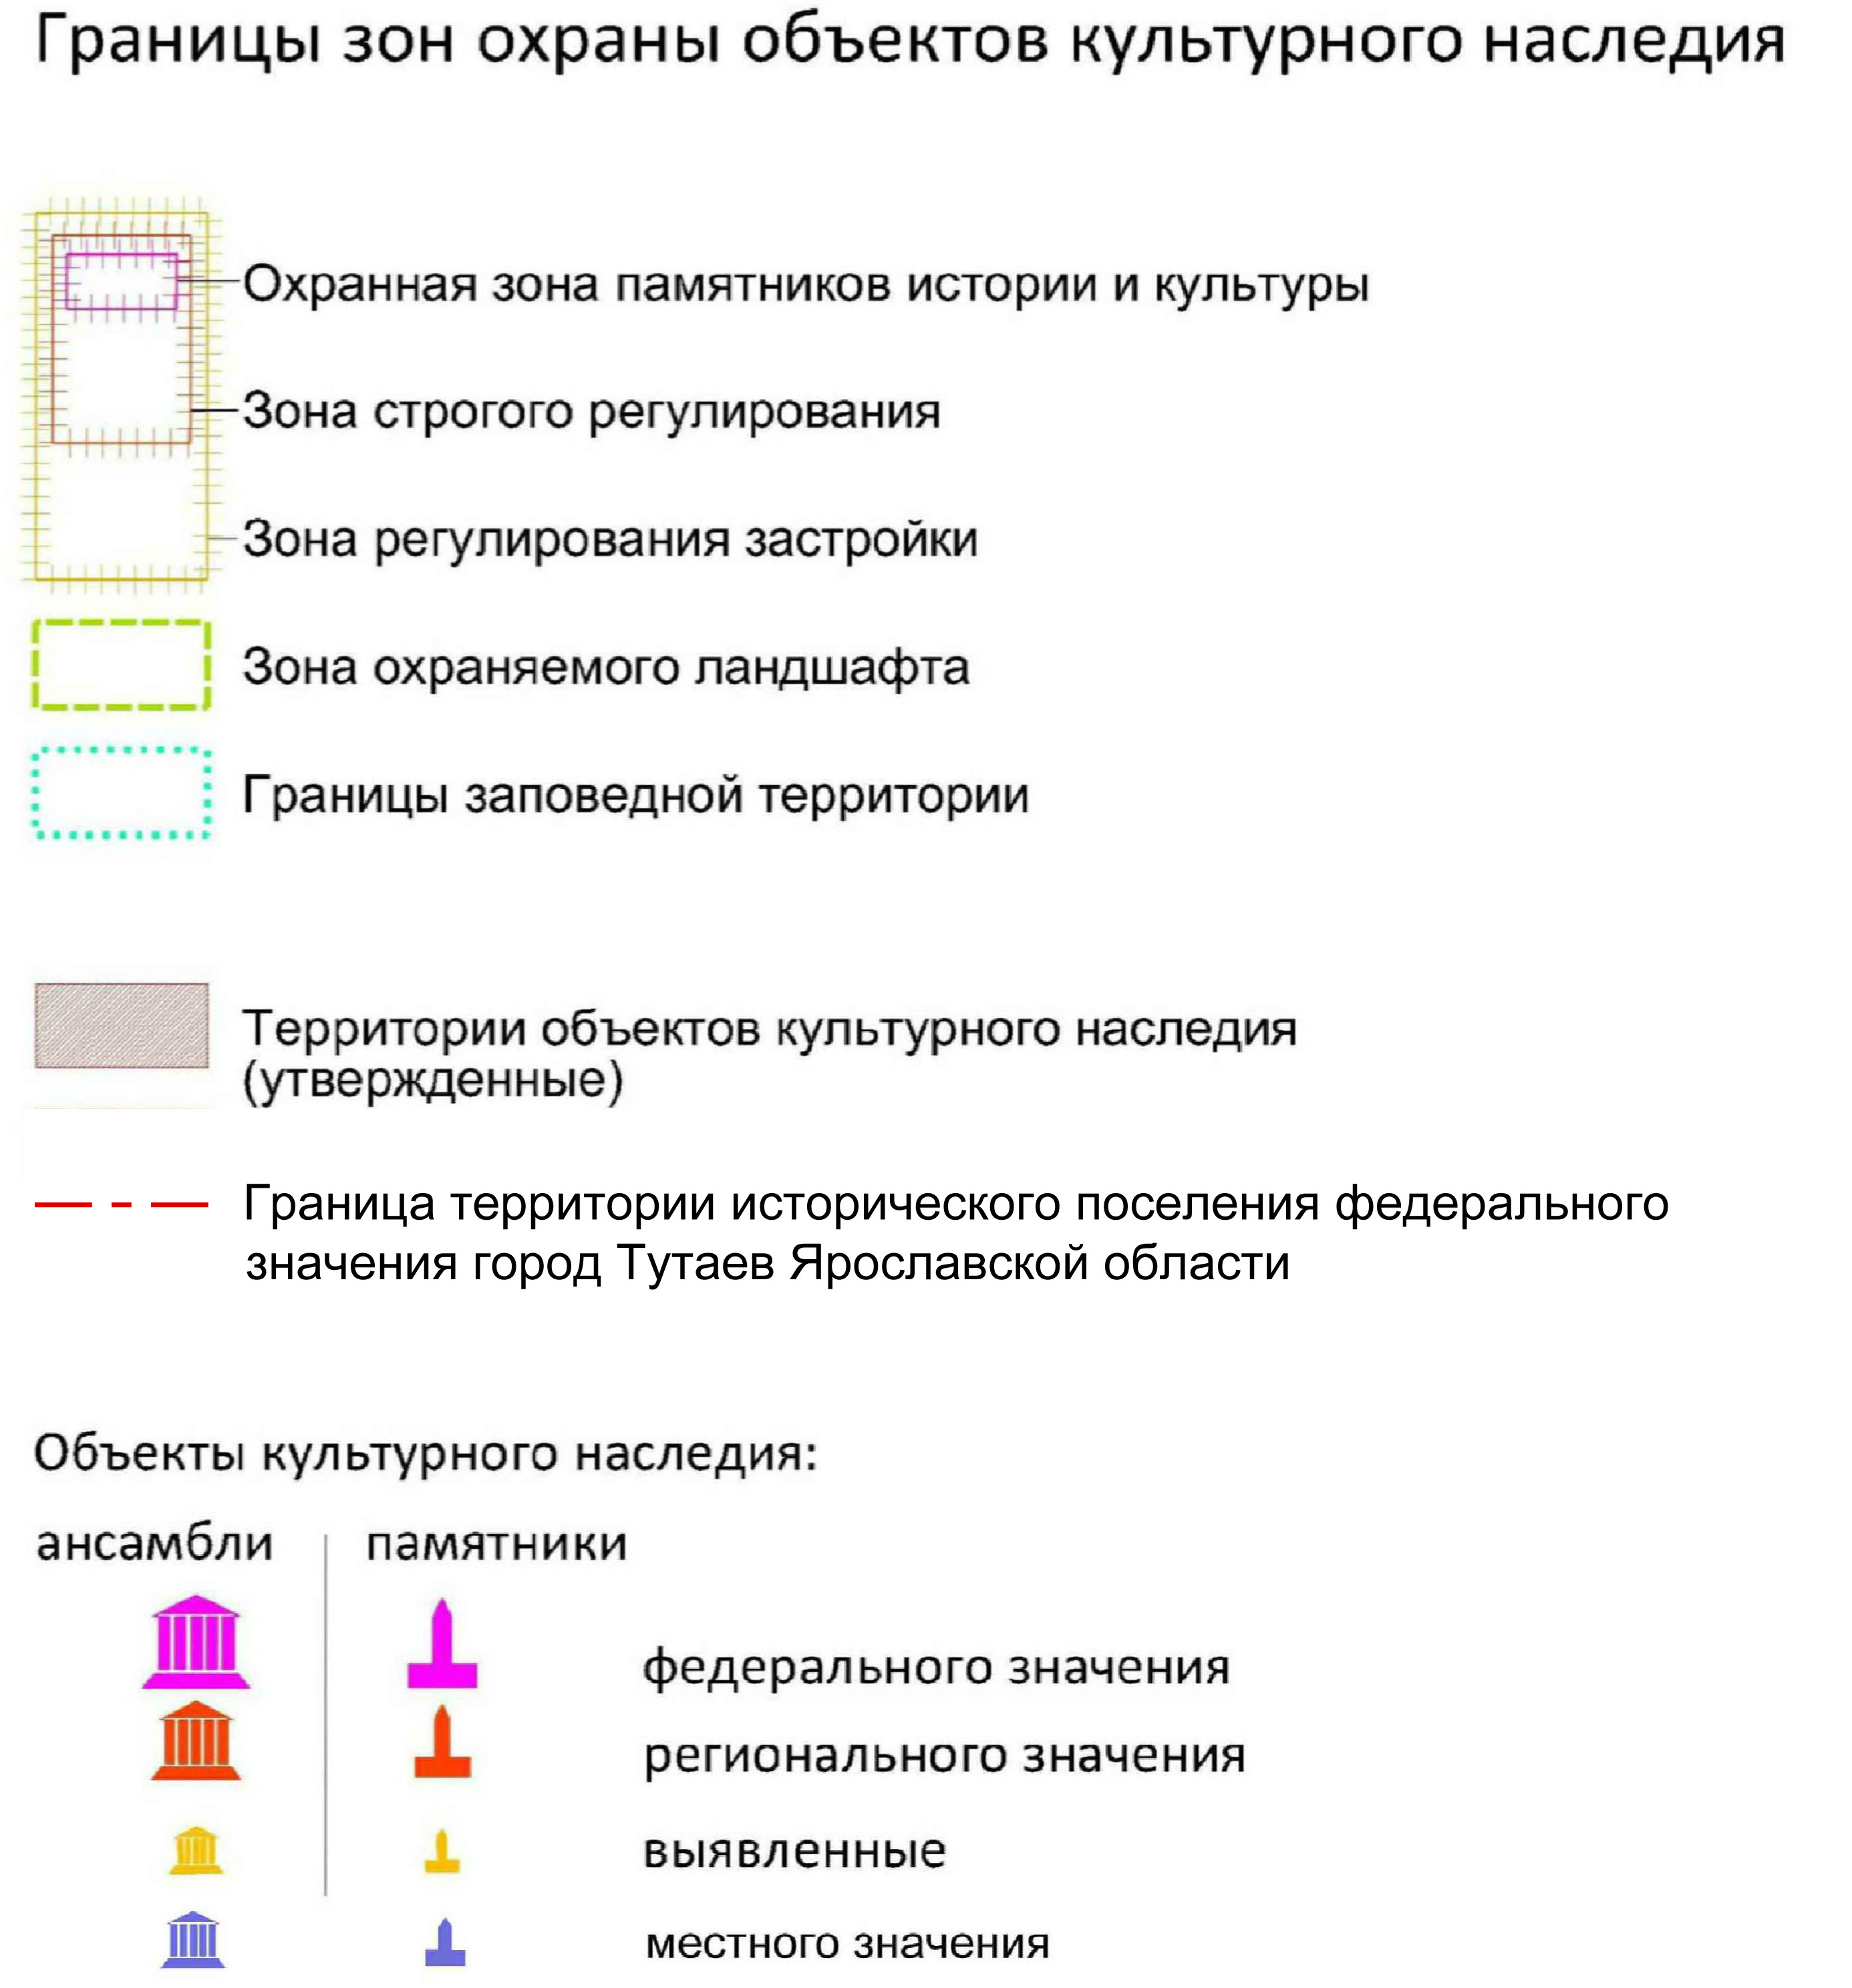 Границы зон охраны объектов культурного наследия
Охранная зона памятников истории и культуры
Зона строгого регулирования
Зона регулирования застройки
Зона охраняемого ландшафта
Границы заповедной территории
Территории объектов культурного наследия
(утвержденные)
Граница территории исторического поселения федерального
значения город Тутаев Ярославской области
Объекты культурного наследия:
ансамбли памятники
федерального значения
регионального значения
выявленные
местного значения